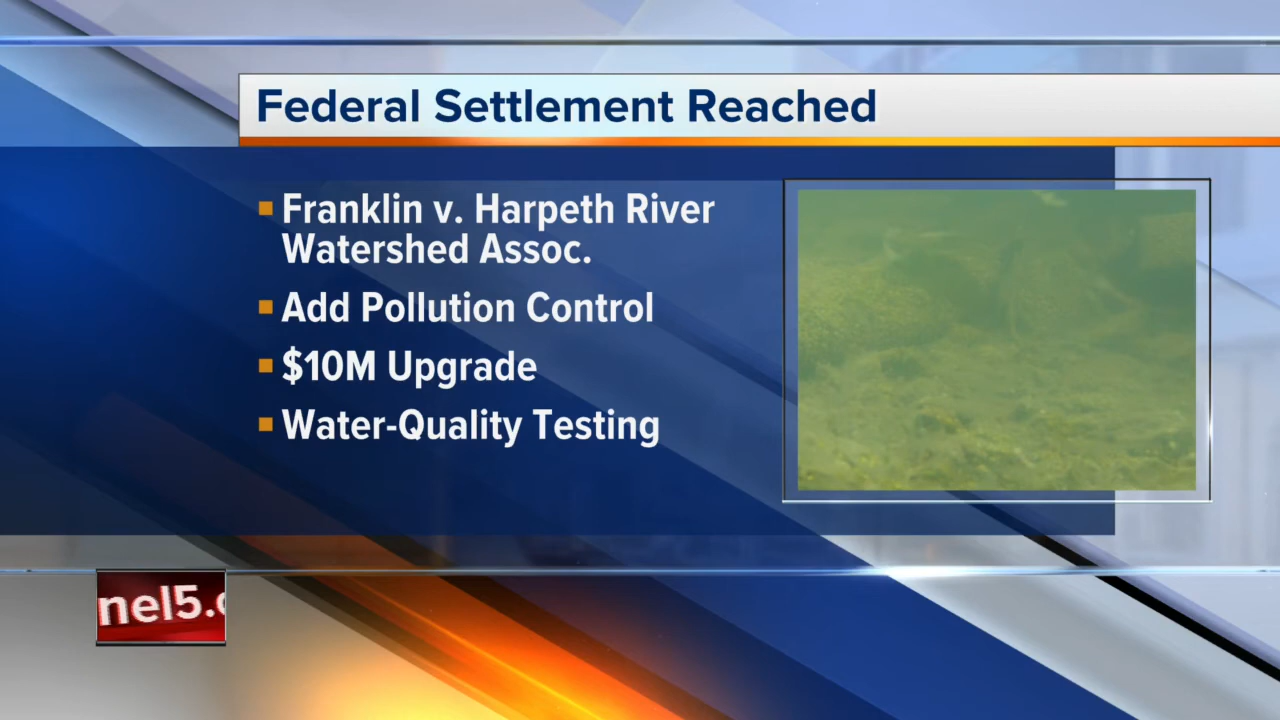 Federal Settlement Reached
Franklin v. Harpeth River
Watershed Assoc.
Add Pollution Control
$10M Upgrade
Water-Quality Testing
nel5.c